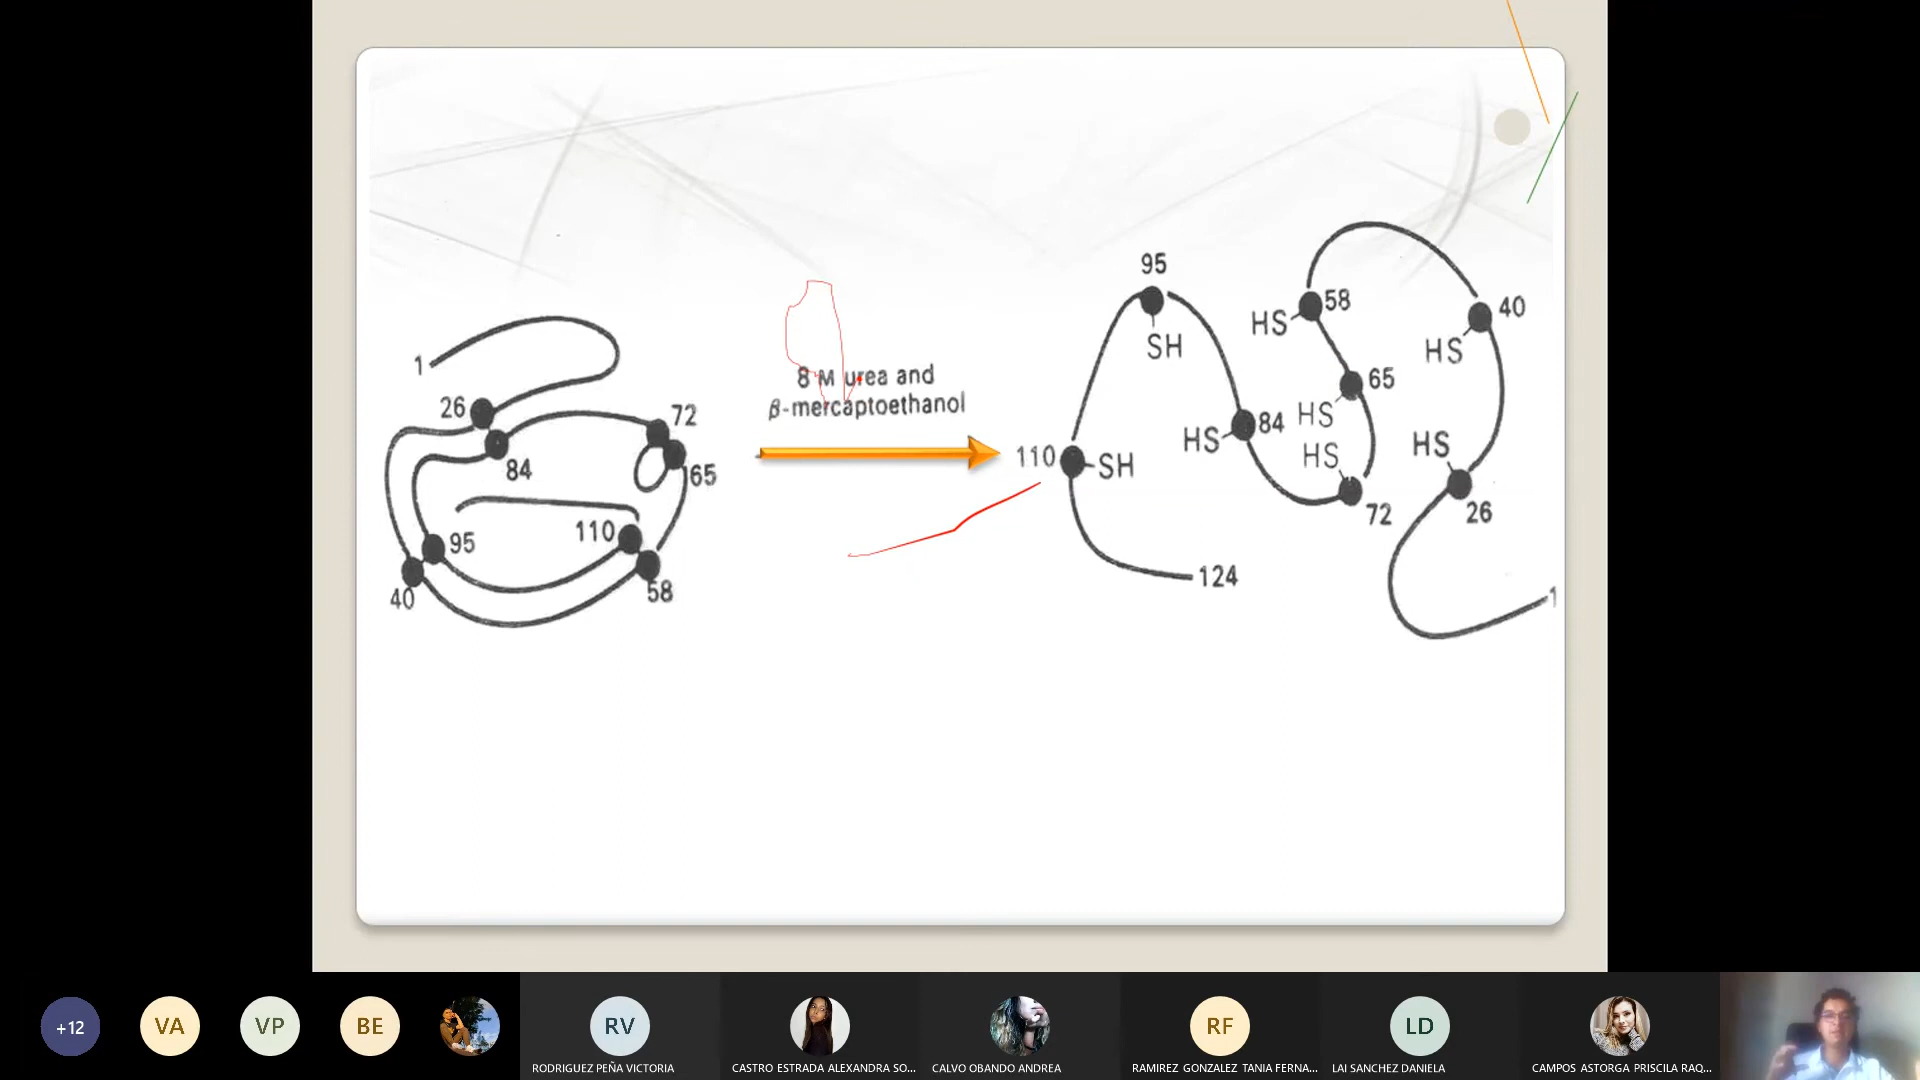 1
26
84
72
65
95
110
40
58
8 M urea and
β-mercaptoethanol
95
SH
110
SH
124
HS
84
HS
58
HS
65
HS
72
HS
40
HS
26
1
+12
VA
VP
BE
RV
RF
LD
RODRIGUEZ PEÑA VICTORIA
CASTRO ESTRADA ALEXANDRA SO...
CALVO OBANDO ANDREA
RAMIREZ GONZALEZ TANIA FERNA...
LAI SANCHEZ DANIELA
CAMPOS ASTORGA PRISCILA RAQ...